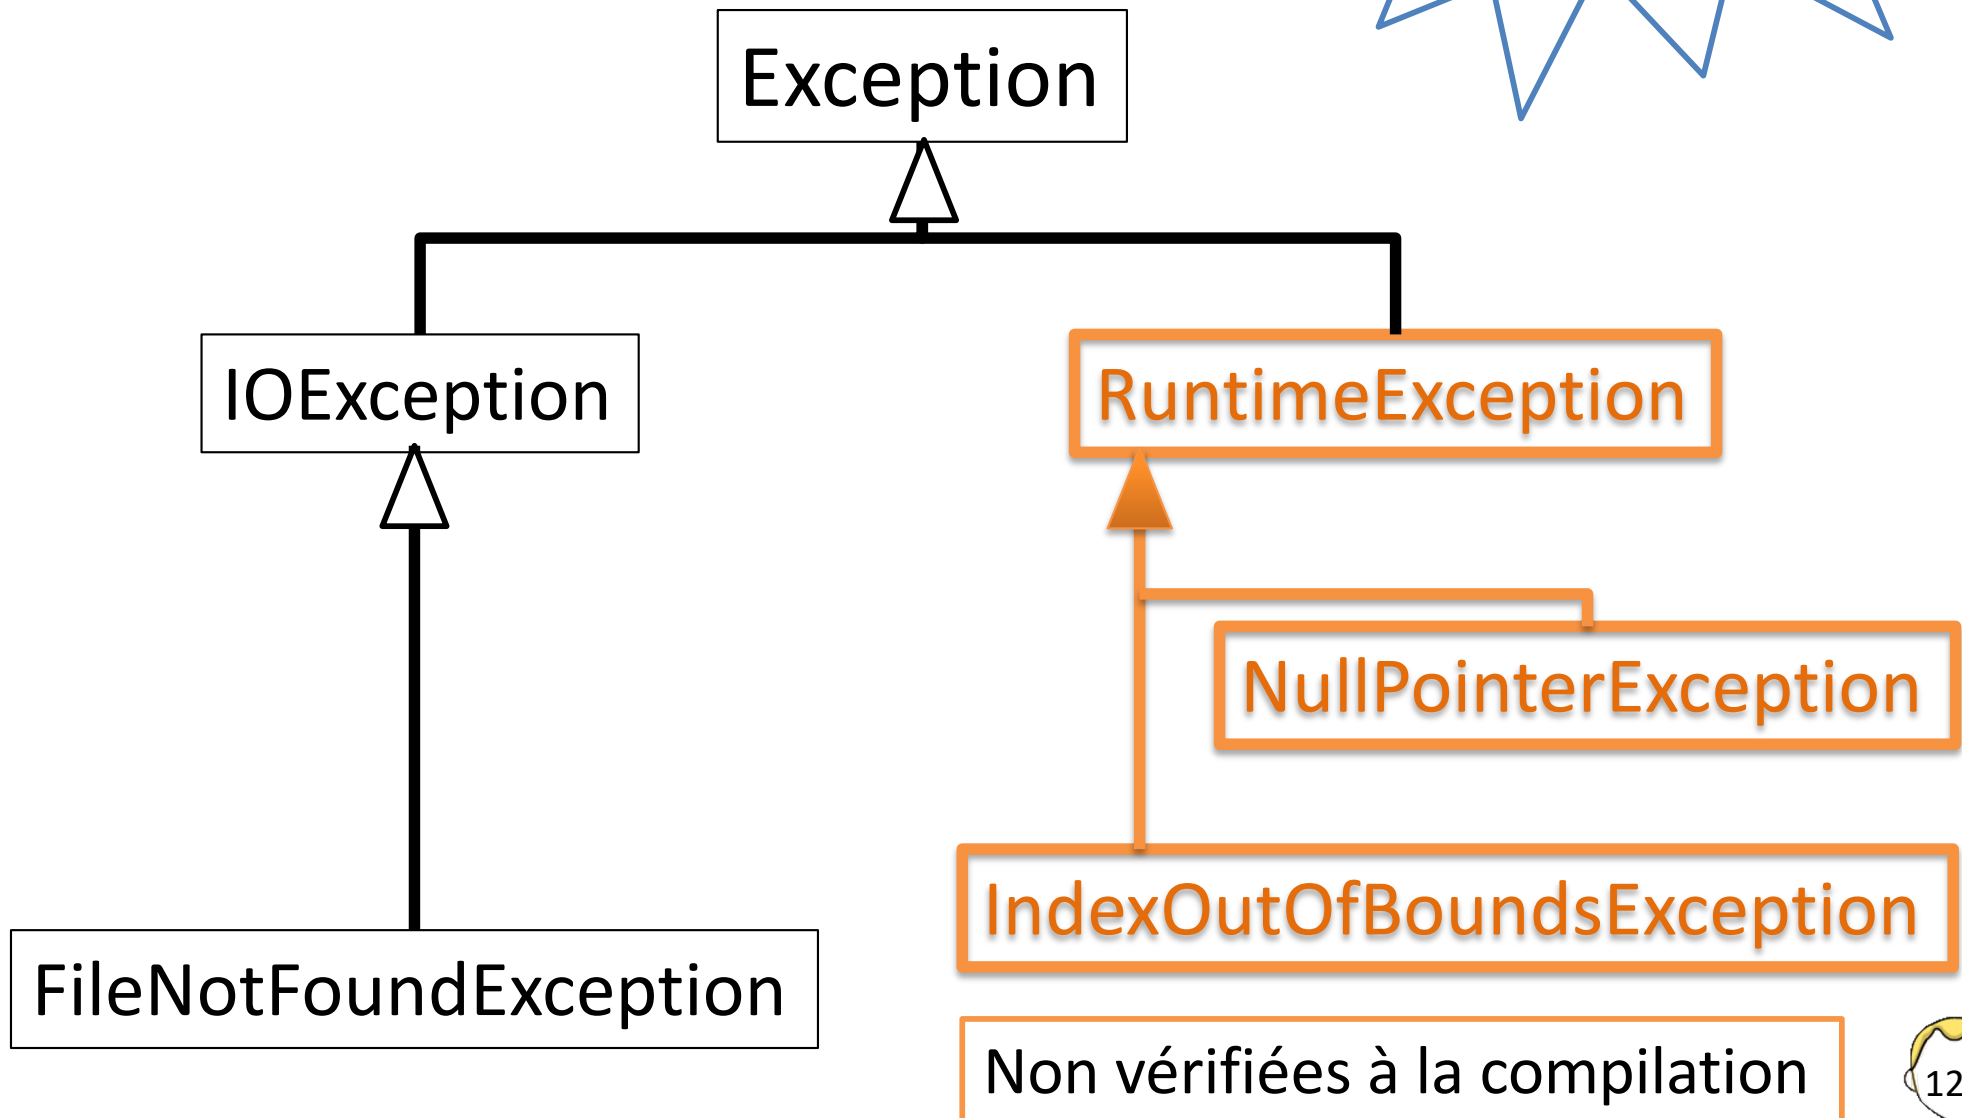 Exception
IOException
RuntimeException
NullPointerException
IndexOutOfBoundsException
FileNotFoundException
Non vérifiées à la compilation
12